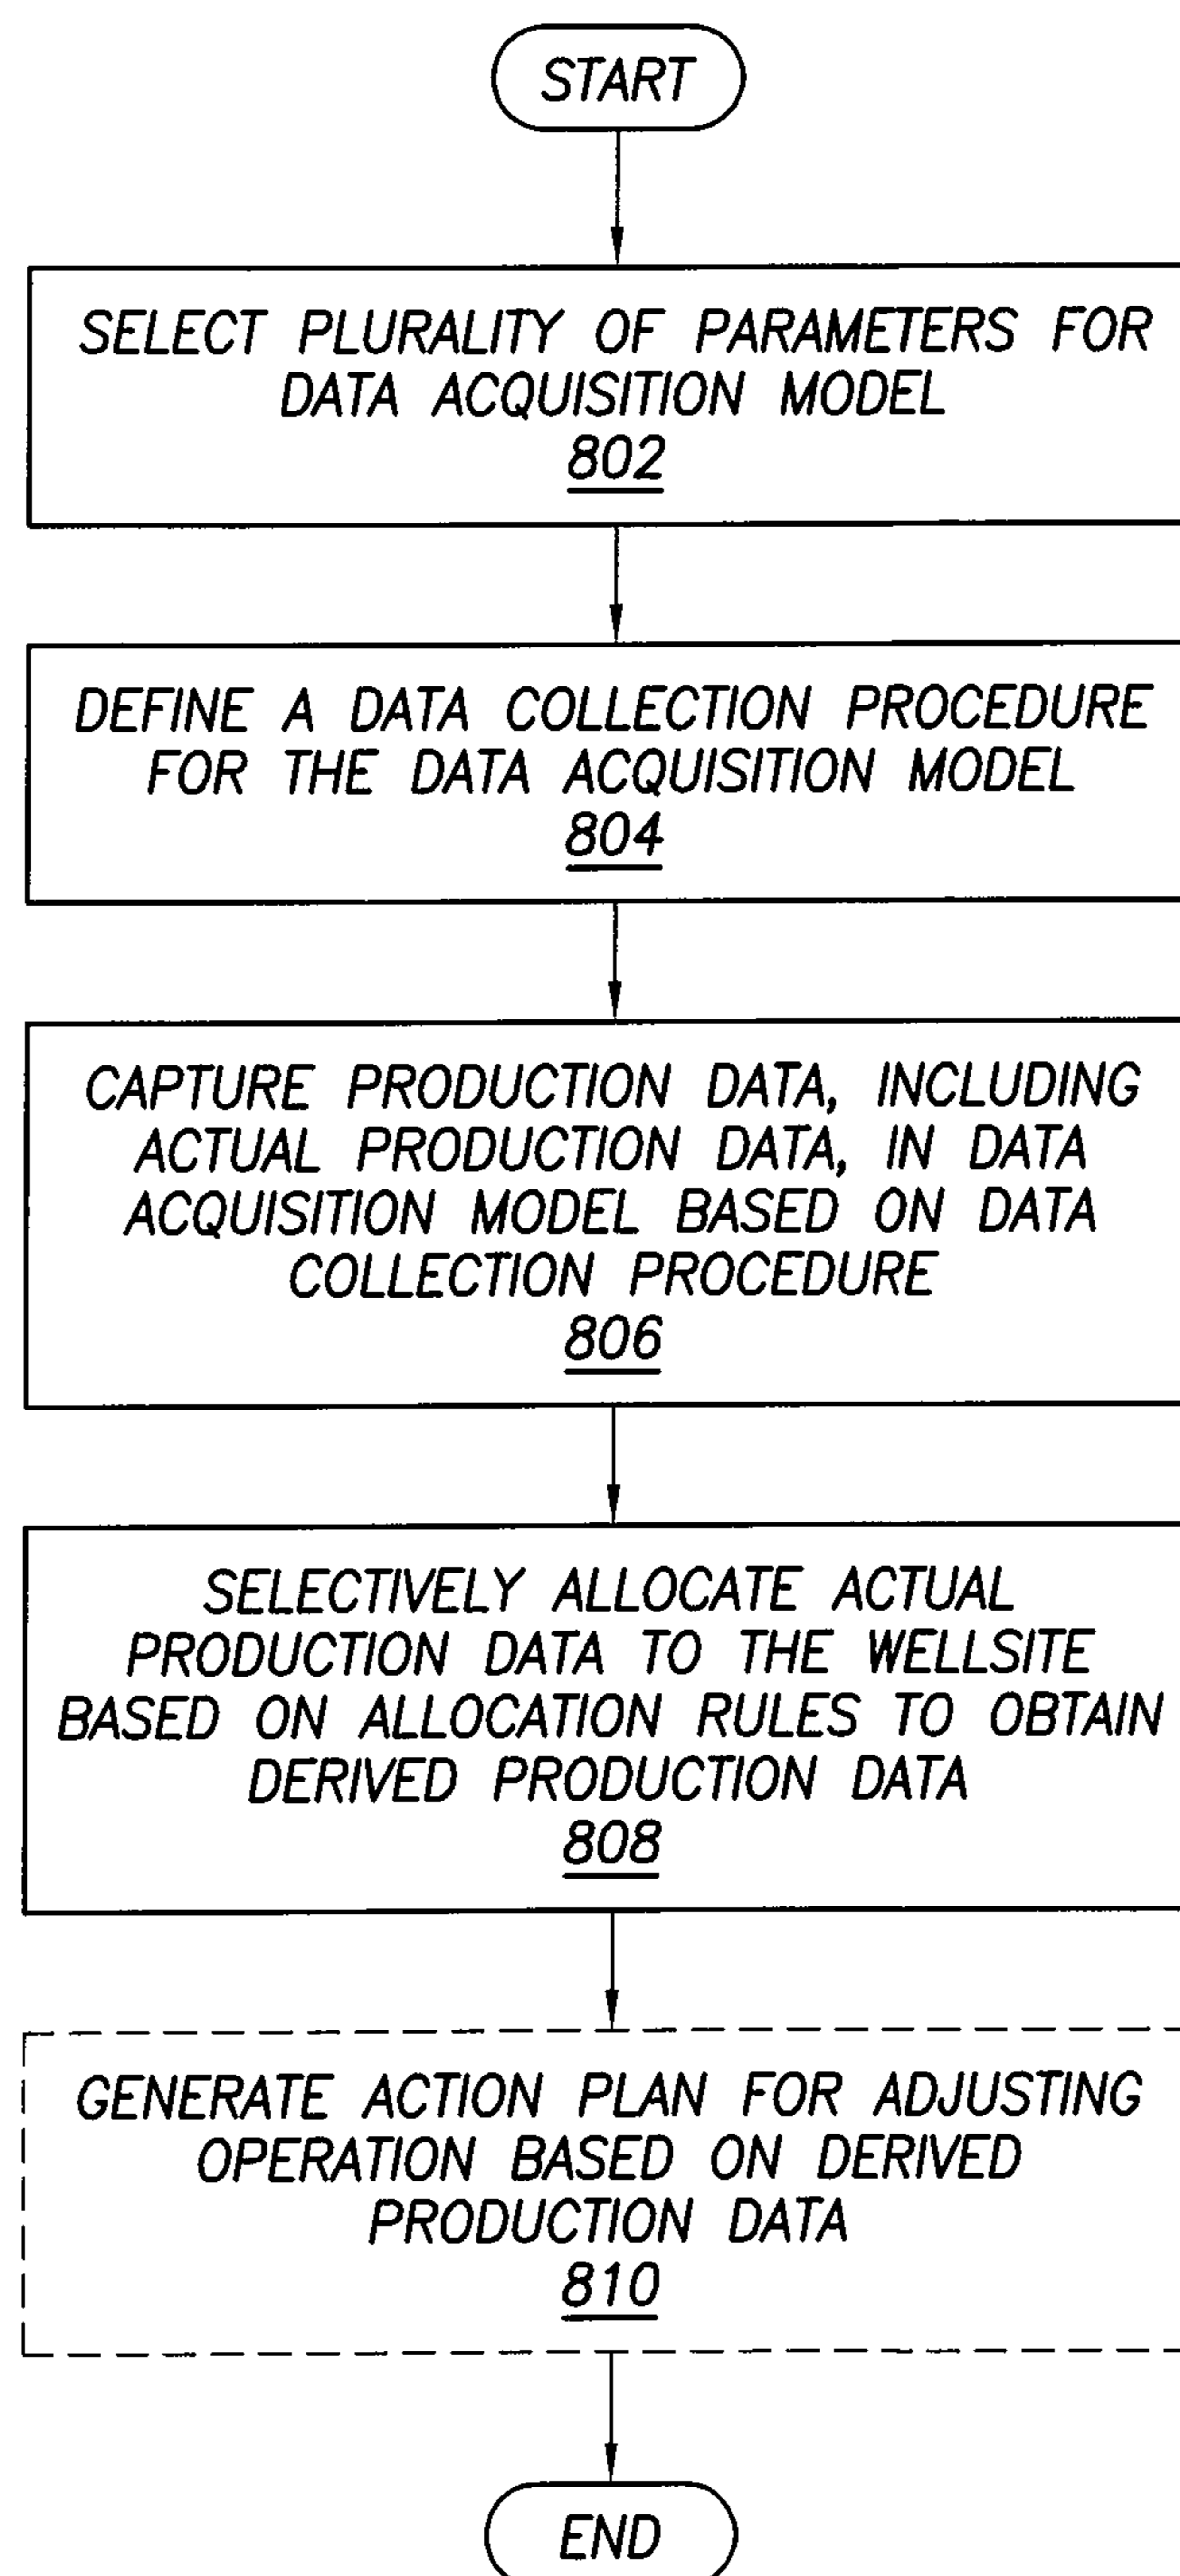 START
SELECT PLURALITY OF PARAMETERS FOR
DATA ACQUISITION MODEL
802
DEFINE A DATA COLLECTION PROCEDURE
FOR THE DATA ACQUISITION MODEL
804
CAPTURE PRODUCTION DATA, INCLUDING
ACTUAL PRODUCTION DATA, IN DATA
ACQUISITION MODEL BASED ON DATA
COLLECTION PROCEDURE
806
SELECTIVELY ALLOCATE ACTUAL
PRODUCTION DATA TO THE WELLSITE
BASED ON ALLOCATION RULES TO OBTAIN
DERIVED PRODUCTION DATA
808
GENERATE ACTION PLAN FOR ADJUSTING
OPERATION BASED ON DERIVED
PRODUCTION DATA
810
END